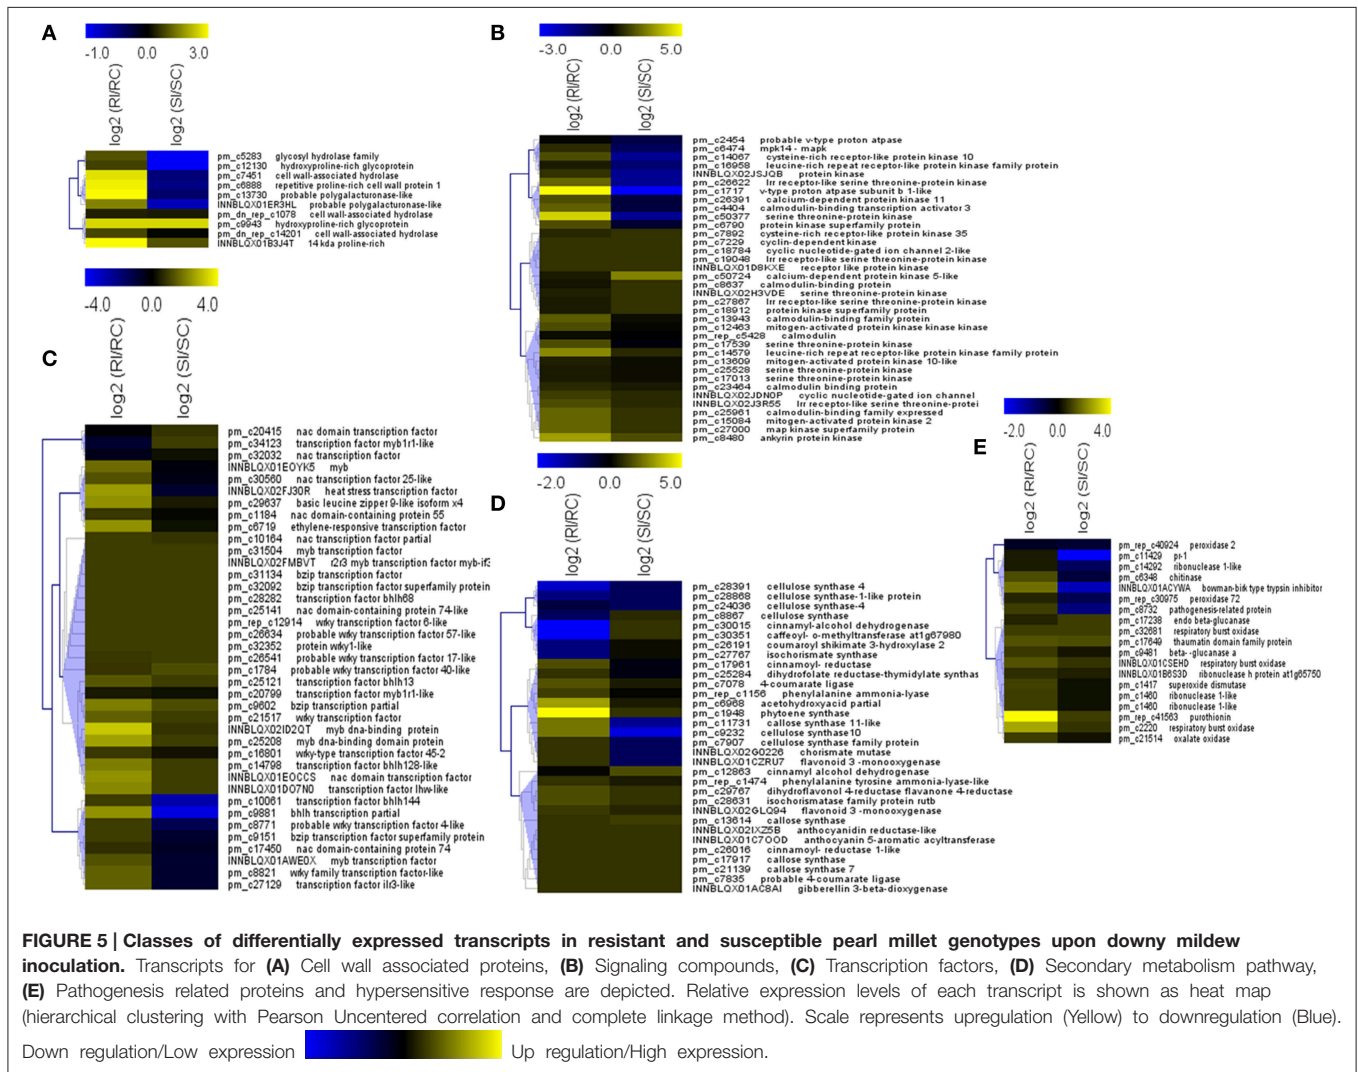 A
-1.0 0.0 3.0
log2 (RI/RC)
log2 (SI/SC)
pm_c5283 glycosyl hydrolase family
pm_c12130 hydroxyproline-rich glycoprotein
pm_c7451 cell wall-associated hydrolase
pm_c6888 repetitive proline-rich cell wall protein 1
pm_c13730 probable polygalacturonase-like
INNBLQX01ER3HL probable polygalacturonase-like
pm_dn_rep_c1078 cell wall-associated hydrolase
pm_c9943 hydroxyproline-rich glycoprotein
pm_dn_rep_c14201 cell wall-associated hydrolase
INNBLQX01B3J4T 14 kda proline-rich
B
-3.0 0.0 5.0
log2 (RI/RC)
log2 (SI/SC)
pm_c2454 probable v-type proton atpase
pm_c6474 mpk14 - mapk
pm_c14067 cysteine-rich receptor-like protein kinase 10
pm_c16958 leucine-rich repeat receptor-like protein kinase family protein
INNBLQX02JSJQB protein kinase
pm_c26622 lrr receptor-like serine threonine-protein kinase
pm_c1717 v-type proton atpase subunit b 1-like
pm_c26391 calcium-dependent protein kinase 11
pm_c4404 calmodulin-binding transcription activator 3
pm_c50377 serine threonine-protein kinase
pm_c6790 protein kinase superfamily protein
pm_c7892 cysteine-rich receptor-like protein kinase 35
pm_c7229 cyclin-dependent kinase
pm_c18784 cyclic nucleotide-gated ion channel 2-like
pm_c19048 lrr receptor-like serine threonine-protein kinase
INNBLQX01D8KXE receptor like protein kinase
pm_c50724 calcium-dependent protein kinase 5-like
pm_c8637 calmodulin-binding protein
INNBLQX02H3VDE serine threonine-protein kinase
pm_c27867 lrr receptor-like serine threonine-protein kinase
pm_c18912 protein kinase superfamily protein
pm_c13943 calmodulin-binding family protein
pm_c12463 mitogen-activated protein kinase kinase kinase
pm_rep_c5428 calmodulin
pm_c17539 serine threonine-protein kinase
pm_c14579 leucine-rich repeat receptor-like protein kinase family protein
pm_c13609 mitogen-activated protein kinase 10-like
pm_c25528 serine threonine-protein kinase
pm_c17013 serine threonine-protein kinase
pm_c23464 calmodulin binding protein
INNBLQX02JDN0P cyclic nucleotide-gated ion channel
INNBLQX02J3R55 lrr receptor-like serine threonine-protei
pm_c25961 calmodulin-binding family expressed
pm_c15084 mitogen-activated protein kinase 2
pm_c27000 map kinase superfamily protein
pm_c8480 ankyrin protein kinase
C
-4.0 0.0 4.0
log2 (RI/RC)
log2 (SI/SC)
pm_c20415 nac domain transcription factor
pm_c34123 transcription factor myb1r1-like
pm_c32032 nac transcription factor
INNBLQX01EOYK5 myb
pm_c30560 nac transcription factor 25-like
INNBLQX02FJ30R heat stress transcription factor
pm_c29637 basic leucine zipper 9-like isoform x4
pm_c1184 nac domain-containing protein 55
pm_c6719 ethylene-responsive transcription factor
pm_c10164 nac transcription factor partial
pm_c31504 myb transcription factor
INNBLQX02FMBVT r2r3 myb transcription factor myb-if3
pm_c31134 bzip transcription factor
pm_c32092 bzip transcription factor superfamily protein
pm_c28282 transcription factor bhlh68
pm_c25141 nac domain-containing protein 74-like
pm_rep_c12914 wrky transcription factor 6-like
pm_c26634 probable wrky transcription factor 57-like
pm_c32352 protein wrky1-like
pm_c26541 probable wrky transcription factor 17-like
pm_c1784 probable wrky transcription factor 40-like
pm_c25121 transcription factor bhlh13
pm_c20799 transcription factor myb1r1-like
pm_c9602 bzip transcription partial
pm_c21517 wrky transcription factor
INNBLQX02ID2QT myb dna-binding protein
pm_c25208 myb dna-binding domain protein
pm_c16801 wrky-type transcription factor 45-2
pm_c14798 transcription factor bhlh128-like
INNBLQX01EOCCS nac domain transcription factor
INNBLQX01DO7N0 transcription factor lhw-like
pm_c10061 transcription factor bhlh144
pm_c9881 bhlh transcription partial
pm_c8771 probable wrky transcription factor 4-like
pm_c9151 bzip transcription factor superfamily protein
pm_c17450 nac domain-containing protein 74
INNBLQX01AWE0X myb transcription factor
pm_c8821 wrky family transcription factor-like
pm_c27129 transcription factor ilr3-like
D
-2.0 0.0 5.0
log2 (RI/RC)
log2 (SI/SC)
pm_c28391 cellulose synthase 4
pm_c28868 cellulose synthase-1-like protein
pm_c24036 cellulose synthase-4
pm_c8867 cellulose synthase
pm_c30015 cinnamyl-alcohol dehydrogenase
pm_c30351 caffeoyl- o-methyltransferase at1g67980
pm_c26191 coumaroyl shikimate 3-hydroxylase 2
pm_c27767 isochorismate synthase
pm_c17961 cinnamoyl- reductase
pm_c25284 dihydrofolate reductase-thymidylate synthas
pm_c7078 4-coumarate ligase
pm_rep_c1156 phenylalanine ammonia-lyase
pm_c6968 acetohydroxyacid partial
pm_c1948 phytoene synthase
pm_c11731 callose synthase 11-like
pm_c9232 cellulose synthase10
pm_c7907 cellulose synthase family protein
INNBLQX02G0226 chorismate mutase
INNBLQX01CZRU7 flavonoid 3 -monooxygenase
pm_c12863 cinnamyl alcohol dehydrogenase
pm_rep_c1474 phenylalanine tyrosine ammonia-lyase-like
pm_c29767 dihydroflavonol 4-reductase flavanone 4-reductase
pm_c28631 isochorismatase family protein rutb
INNBLQX02GLQ94 flavonoid 3 -monooxygenase
pm_c13614 callose synthase
INNBLQX02IXZ5B anthocyanidin reductase-like
INNBLQX01C7OOD anthocyanin 5-aromatic acyltransferase
pm_c26016 cinnamoyl- reductase 1-like
pm_c17917 callose synthase
pm_c21139 callose synthase 7
pm_c7835 probable 4-coumarate ligase
INNBLQX01AC8AI gibberellin 3-beta-dioxygenase
E
-2.0 0.0 4.0
log2 (RI/RC)
log2 (SI/SC)
pm_rep_c40924 peroxidase 2
pm_c11429 pr-1
pm_c14292 ribonuclease 1-like
pm_c6348 chitinase
INNBLQX01ACYWA bowman-birk type trypsin inhibitor
pm_rep_c30975 peroxidase 72
pm_c8732 pathogenesis-related protein
pm_c17238 endo beta-glucanase
pm_c32681 respiratory burst oxidase
pm_c17649 thaumatin domain family protein
pm_c9481 beta--glucanase a
INNBLQX01CSEHD respiratory burst oxidase
INNBLQX01B6S3D ribonuclease h protein at1g65750
pm_c1417 superoxide dismutase
pm_c1460 ribonuclease 1-like
pm_c1460 ribonuclease 1-like
pm_rep_c41563 purothionin
pm_c2220 respiratory burst oxidase
pm_c21514 oxalate oxidase
FIGURE 5 | Classes of differentially expressed transcripts in resistant and susceptible pearl millet genotypes upon downy mildew
inoculation. Transcripts for (A) Cell wall associated proteins, (B) Signaling compounds, (C) Transcription factors, (D) Secondary metabolism pathway,
(E) Pathogenesis related proteins and hypersensitive response are depicted. Relative expression levels of each transcript is shown as heat map
(hierarchical clustering with Pearson Uncentered correlation and complete linkage method). Scale represents upregulation (Yellow) to downregulation (Blue).
Down regulation/Low expression Up regulation/High expression.